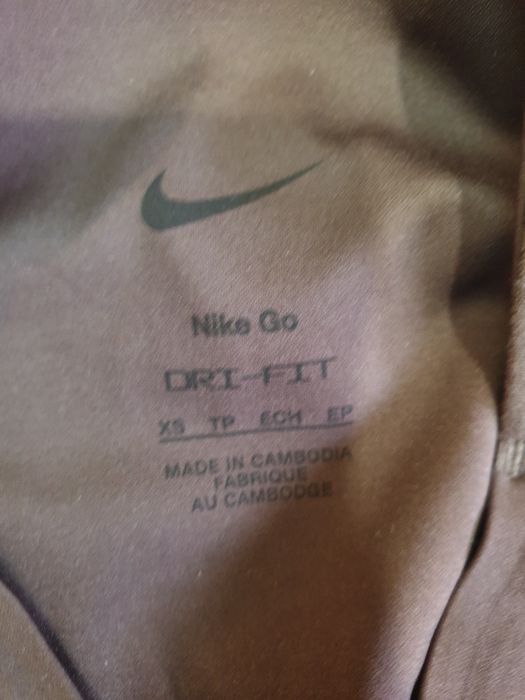 Nike Go
DRI-FIT
XS TP ECH EP
MADE IN CAMBODIA
FABRIQUE
AU CAMBODGE